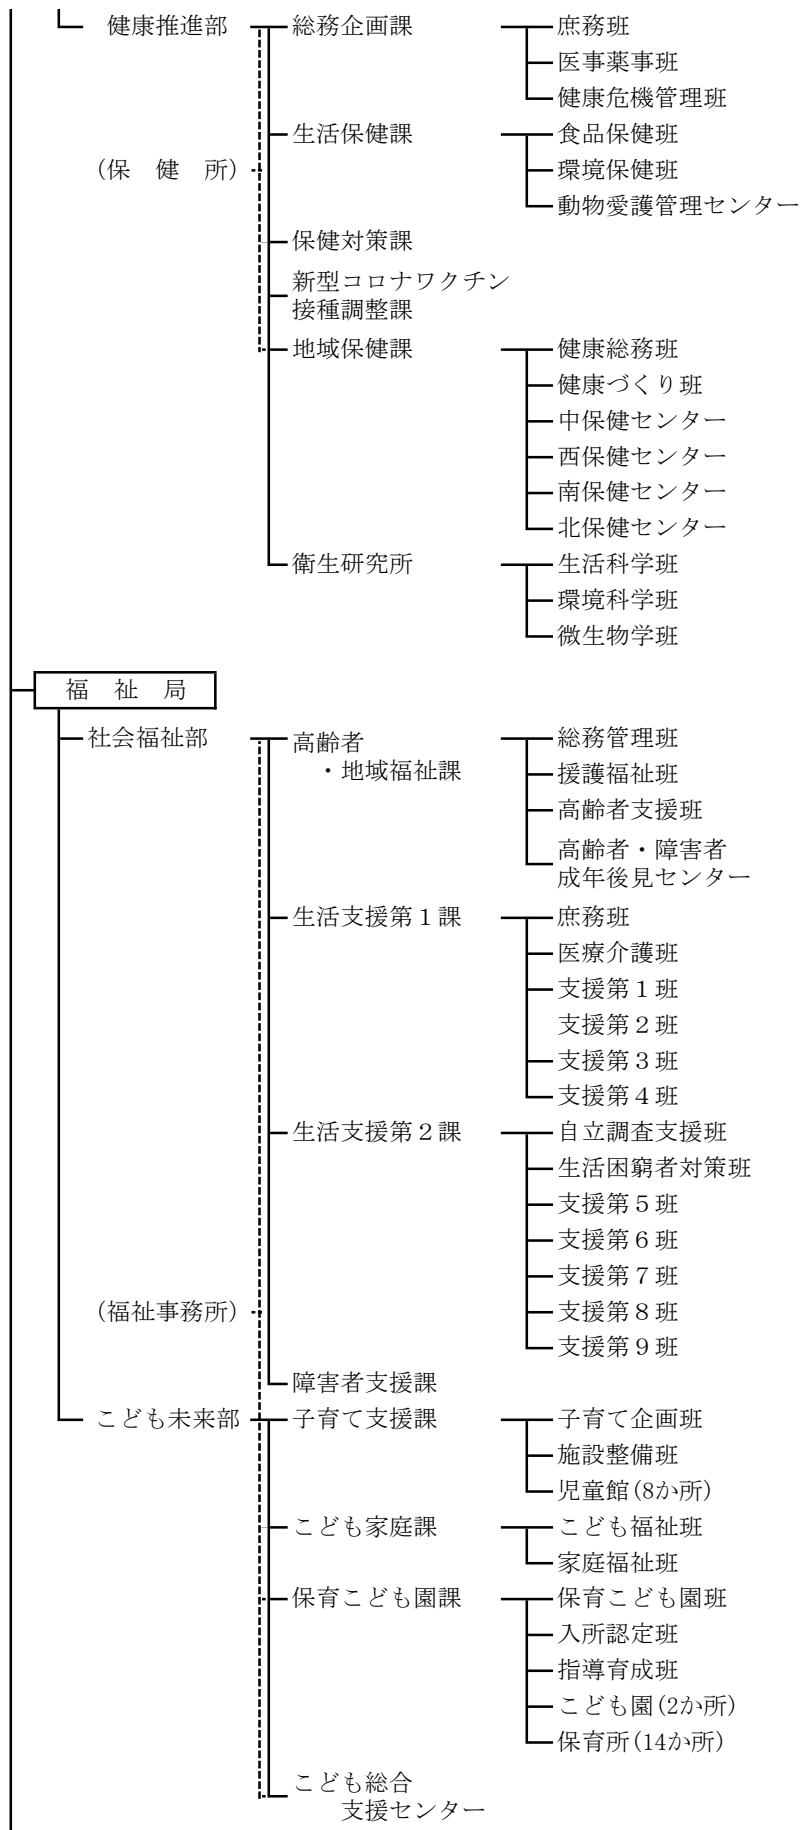 健康推進部 総務企画課 庶務班
医事薬事班
健康危機管理班
生活保健課 食品保健班
(保 健 所) 環境保健班
動物愛護管理センター
保健対策課
新型コロナワクチン
接種調整課
地域保健課 健康総務班
健康づくり班
中保健センター
西保健センター
南保健センター
北保健センター
衛生研究所 生活科学班
環境科学班
微生物学班
福 祉 局
社会福祉部 高齢者 総務管理班
・地域福祉課 援護福祉班
高齢者支援班
高齢者・障害者
成年後見センター
生活支援第1課 庶務班
医療介護班
支援第1班
支援第2班
支援第3班
支援第4班
生活支援第2課 自立調査支援班
生活困窮者対策班
支援第5班
支援第6班
支援第7班
(福祉事務所) 支援第8班
支援第9班
障害者支援課
こども未来部 子育て支援課 子育て企画班
施設整備班
児童館(8か所)
こども家庭課 こども福祉班
家庭福祉班
保育こども園課 保育こども園班
入所認定班
指導育成班
こども園(2か所)
保育所(14か所)
こども総合
支援センター